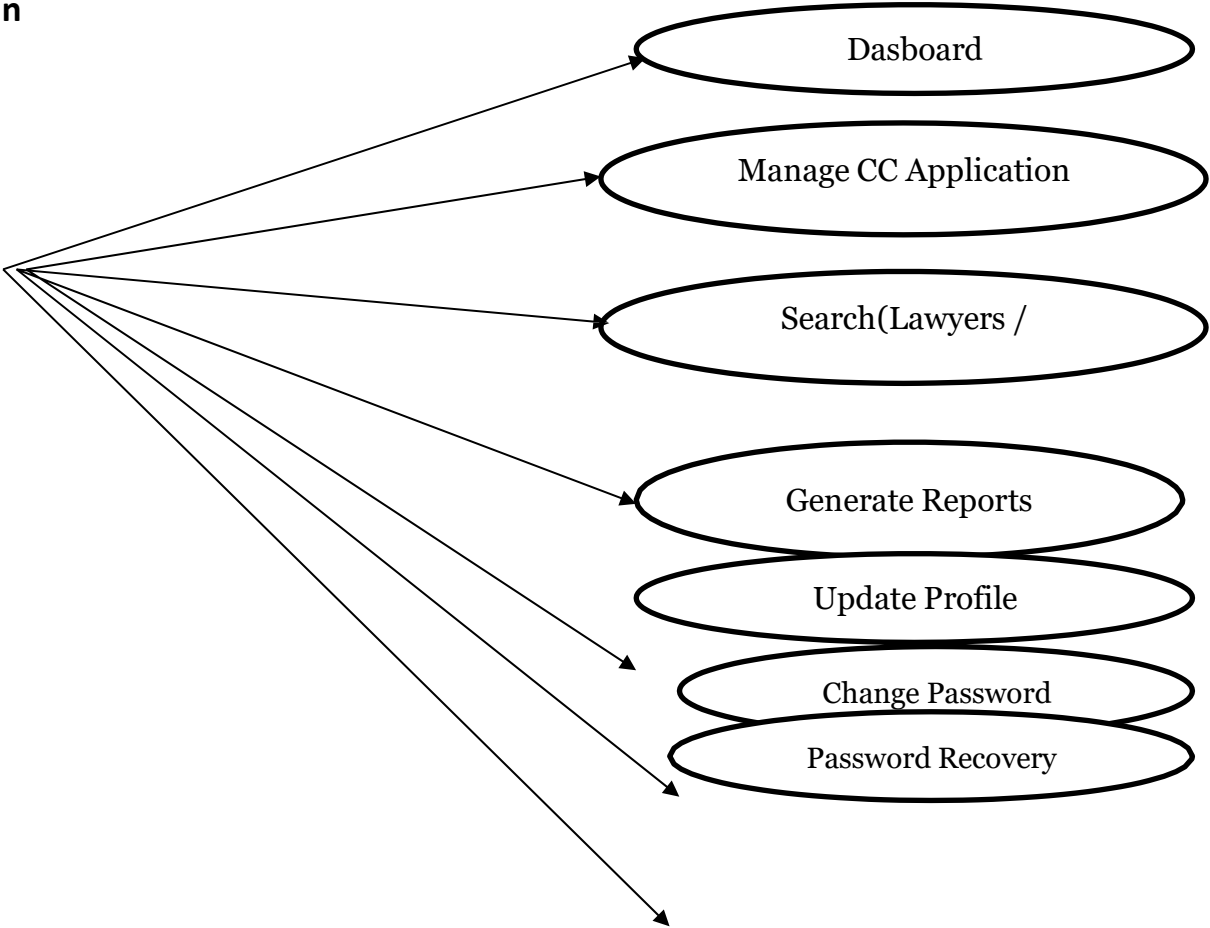 n
Dasboard
Manage CC Application
Search(Lawyers /
Generate Reports
Update Profile
Change Password
Password Recovery